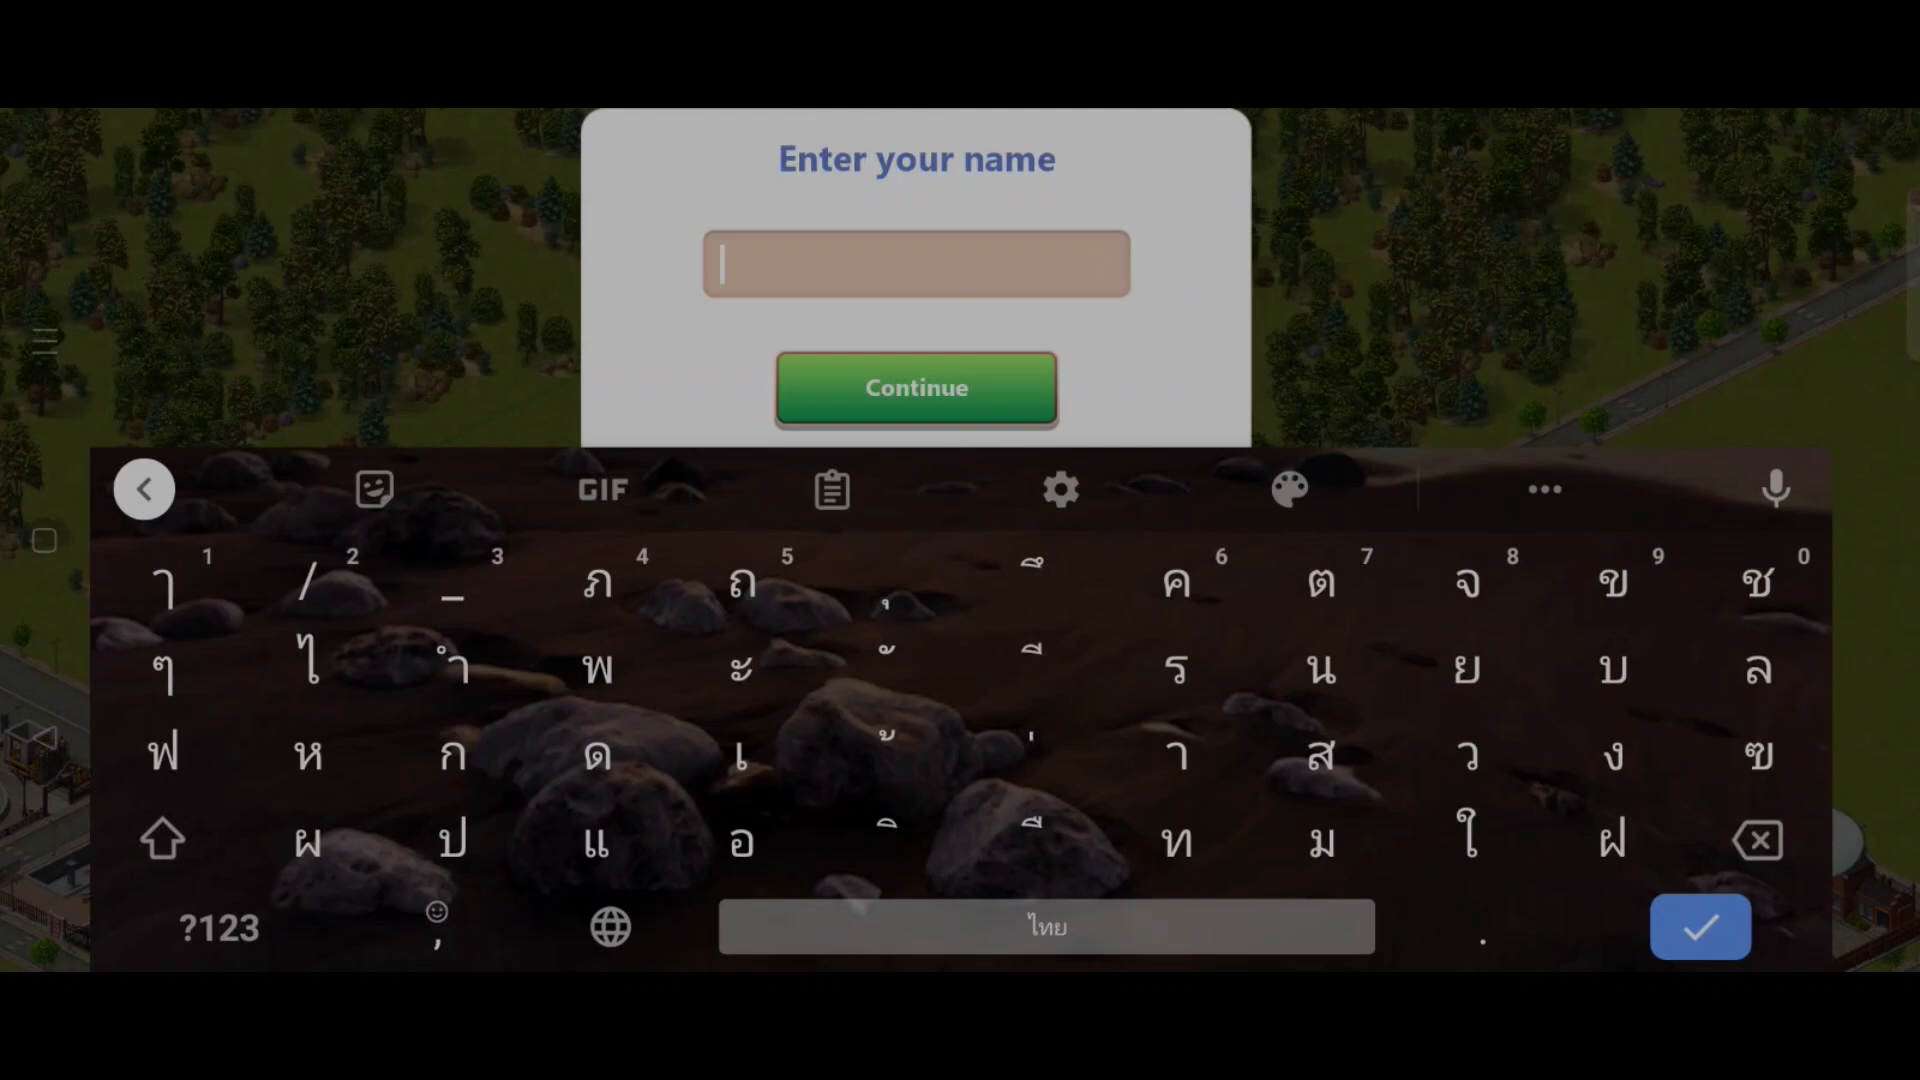 Enter your name
Continue
GIF
ๅ 1 / 2 _ 3 ภ 4 ถ 5 ุ ึ ค 6 ต 7 จ 8 ข 9 ช 0
ๆ ไ ำ พ ะ ั ี ร น ย บ ล
ฟ ห ก ด เ ้ ่ า ส ว ง ฃ
ผ ป แ อ ิ ื ท ม ใ ฝ
?123 , ไทย .